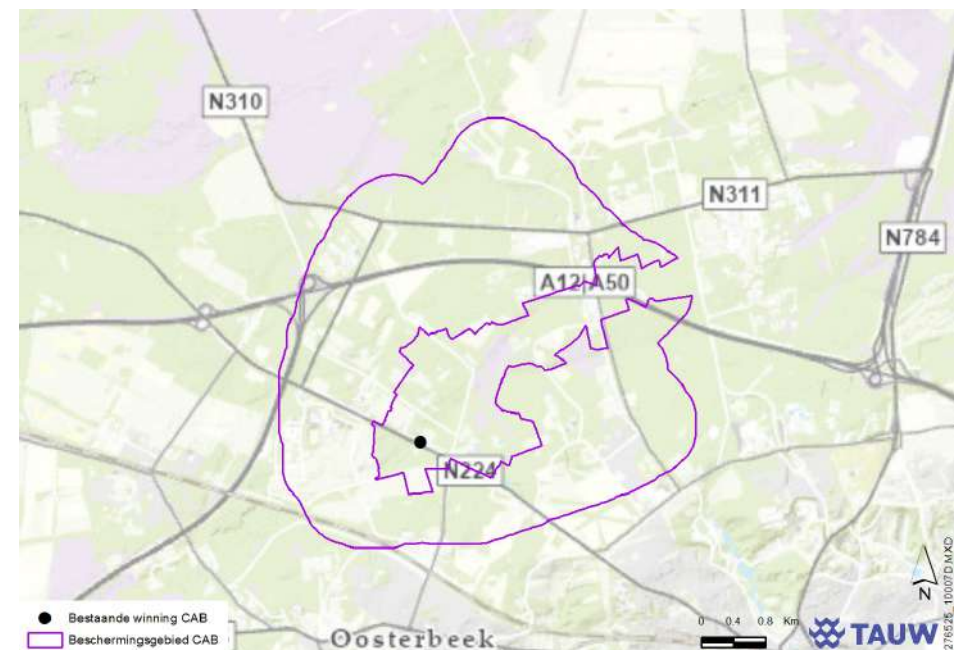 N310
N311
N784
A12|A50
N224
Bestaande winning CAB
Beschermingsgebied CAB
Oosterbeek
0 0.4 0.8 Km
N
TAUW
276525_10007D.MXD